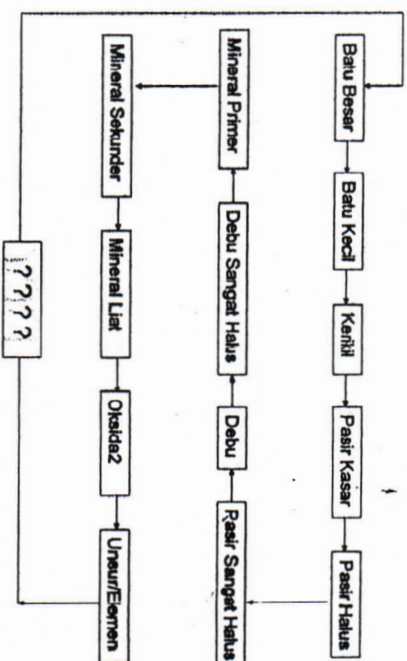 Batu Besar
Batu Kecil
Kerikil
Pasir Kasar
Pasir Halus
Mineral Primer
Debu Sangat Halus
Debu
Pasir Sangat Halus
Mineral Sekunder
Mineral Liat
Oksida2
Unsur/Elemen
????